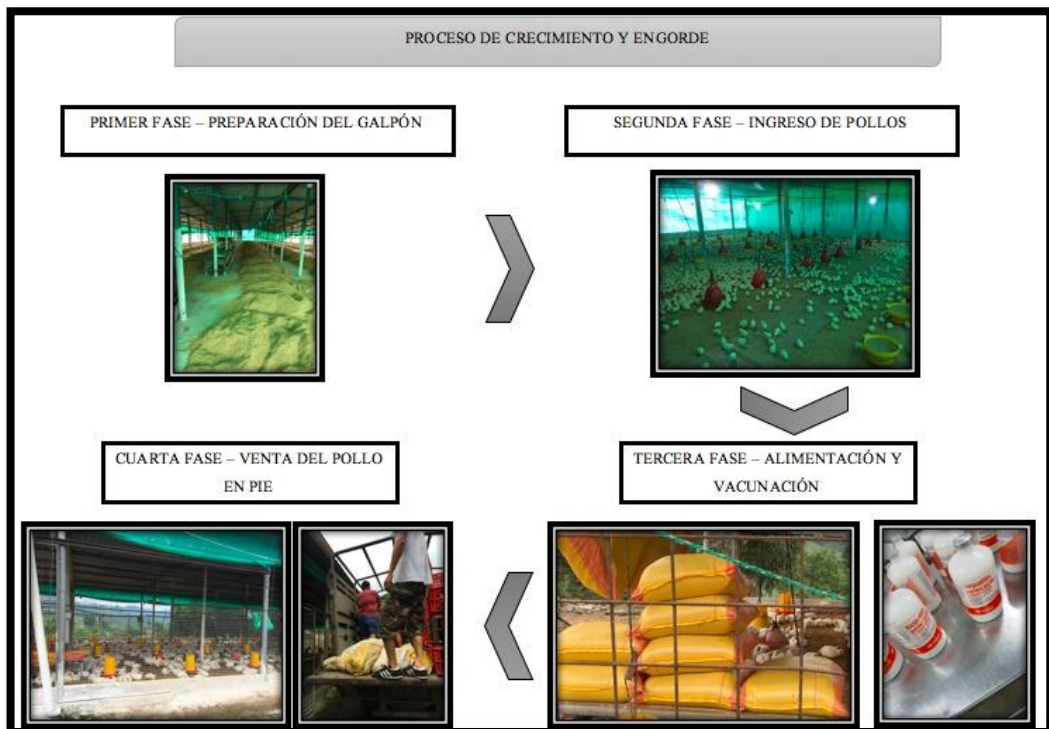 PROCESO DE CRECIMIENTO Y ENGORDE
PRIMER FASE – PREPARACIÓN DEL GALPÓN
SEGUNDA FASE – INGRESO DE POLLOS
TERCERA FASE – ALIMENTACIÓN Y
VACUNACIÓN
CUARTA FASE – VENTA DEL POLLO
EN PIE